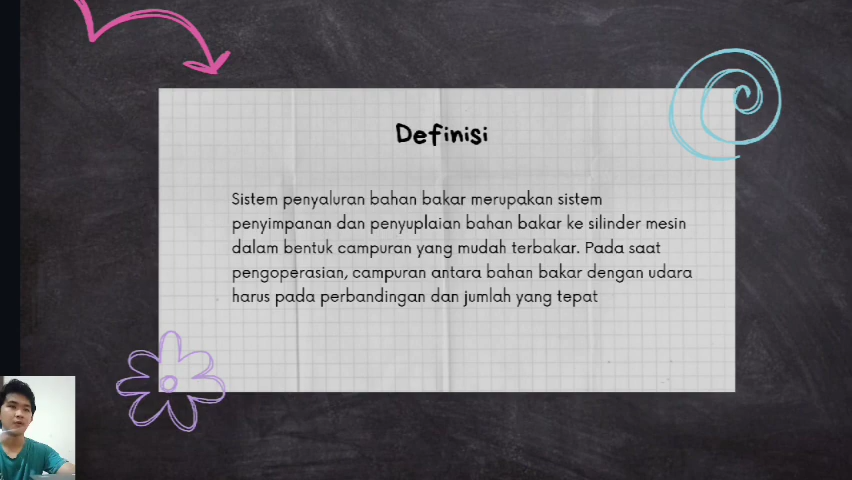 Definisi
Sistem penyaluran bahan bakar merupakan sistem
penyimpanan dan penyuplaian bahan bakar ke silinder mesin
dalam bentuk campuran yang mudah terbakar. Pada saat
pengoperasian, campuran antara bahan bakar dengan udara
harus pada perbandingan dan jumlah yang tepat